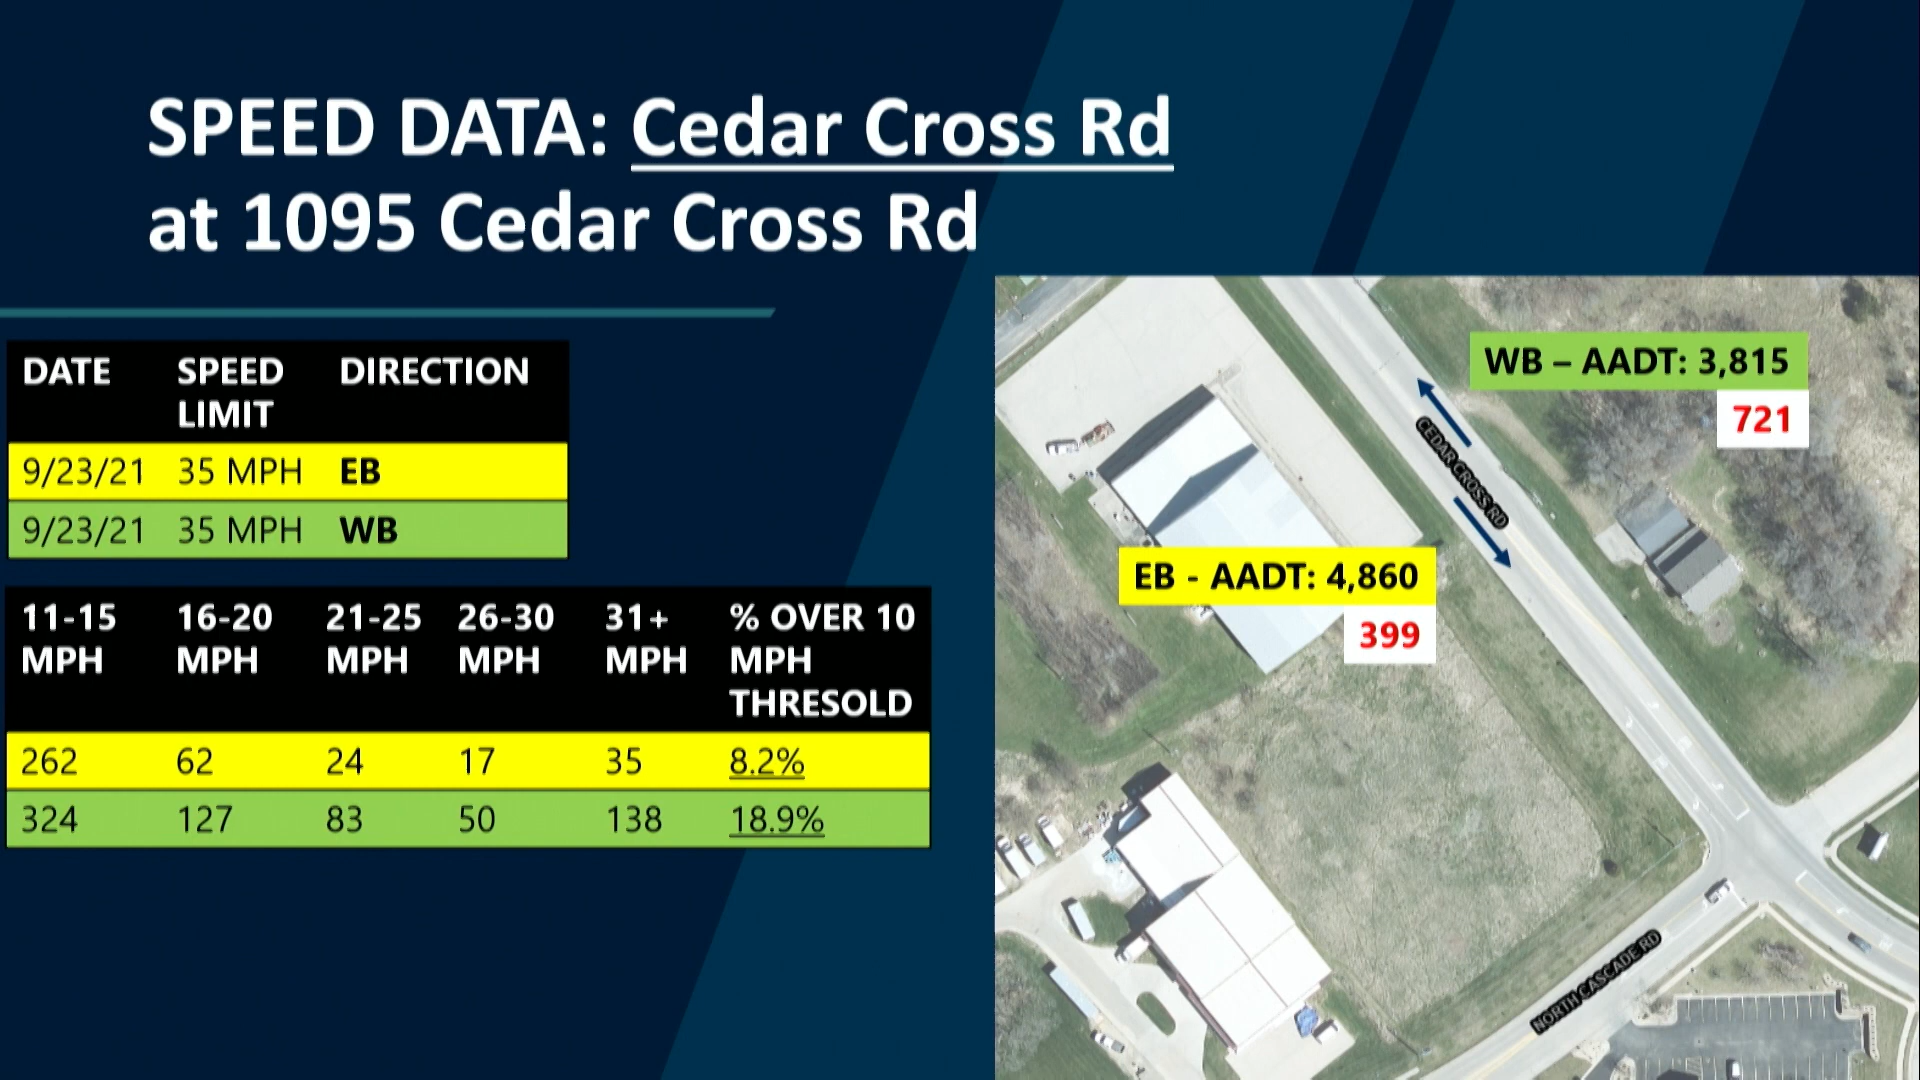 SPEED DATA: Cedar Cross Rd
at 1095 Cedar Cross Rd
DATE SPEED LIMIT DIRECTION
9/23/21 35 MPH EB
9/23/21 35 MPH WB
11-15 MPH 16-20 MPH 21-25 MPH 26-30 MPH 31+ MPH % OVER 10 MPH THRESOLD
262 62 24 17 35 8.2%
324 127 83 50 138 18.9%
WB – AADT: 3,815
721
CEDAR CROSS RD
EB - AADT: 4,860
399
NORTH CASCADE RD